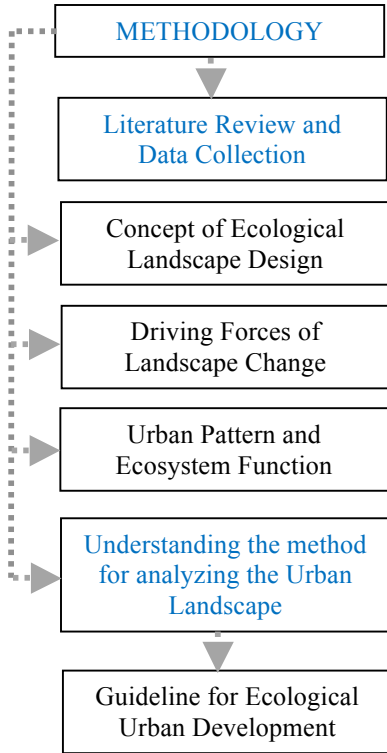 METHODOLOGY
Literature Review and
Data Collection
Concept of Ecological
Landscape Design
Driving Forces of
Landscape Change
Urban Pattern and
Ecosystem Function
Understanding the method
for analyzing the Urban
Landscape
Guideline for Ecological
Urban Development